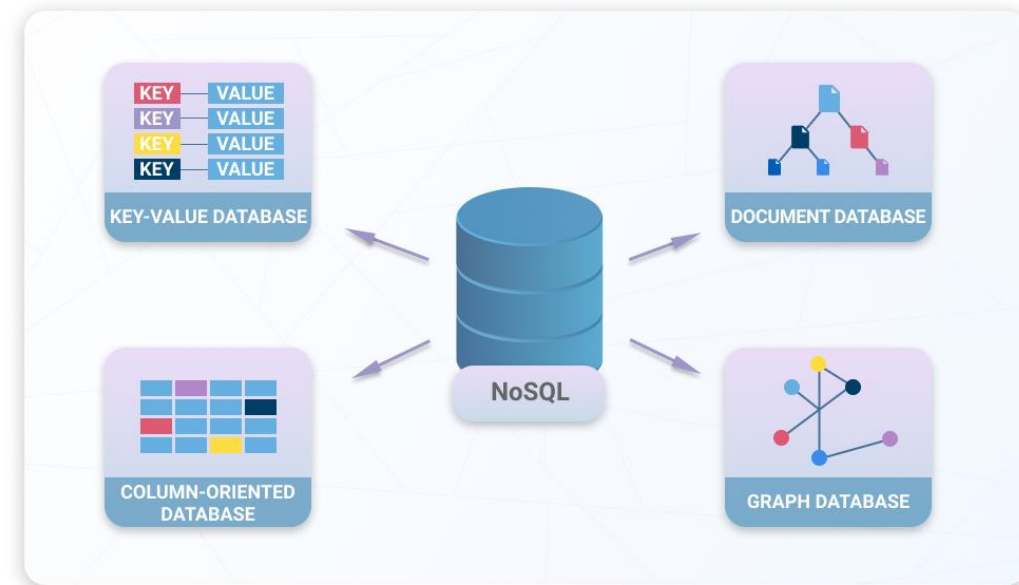 KEY VALUE
KEY VALUE
KEY VALUE
KEY VALUE
KEY-VALUE DATABASE
DOCUMENT DATABASE
NoSQL
COLUMN-ORIENTED
DATABASE
GRAPH DATABASE